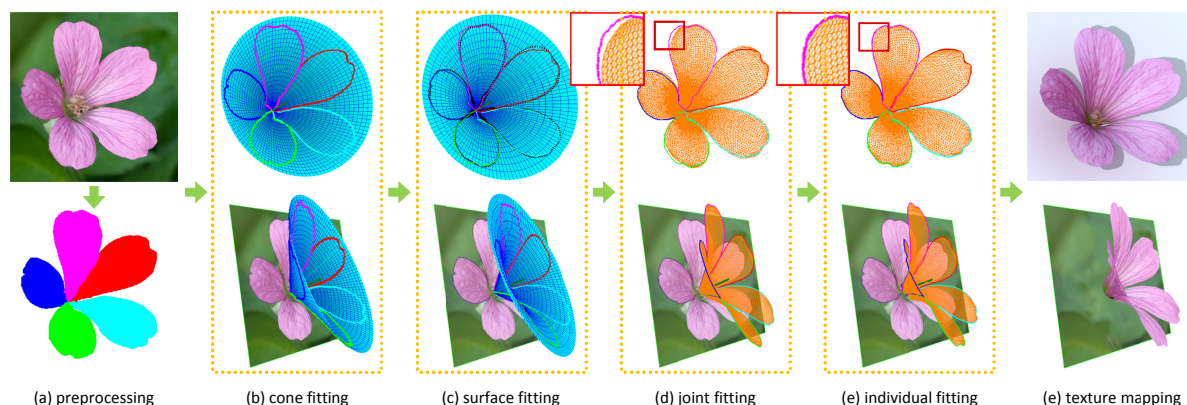 (a) preprocessing
(b) cone fitting
(c) surface fitting
(d) joint fitting
(e) individual fitting
(e) texture mapping